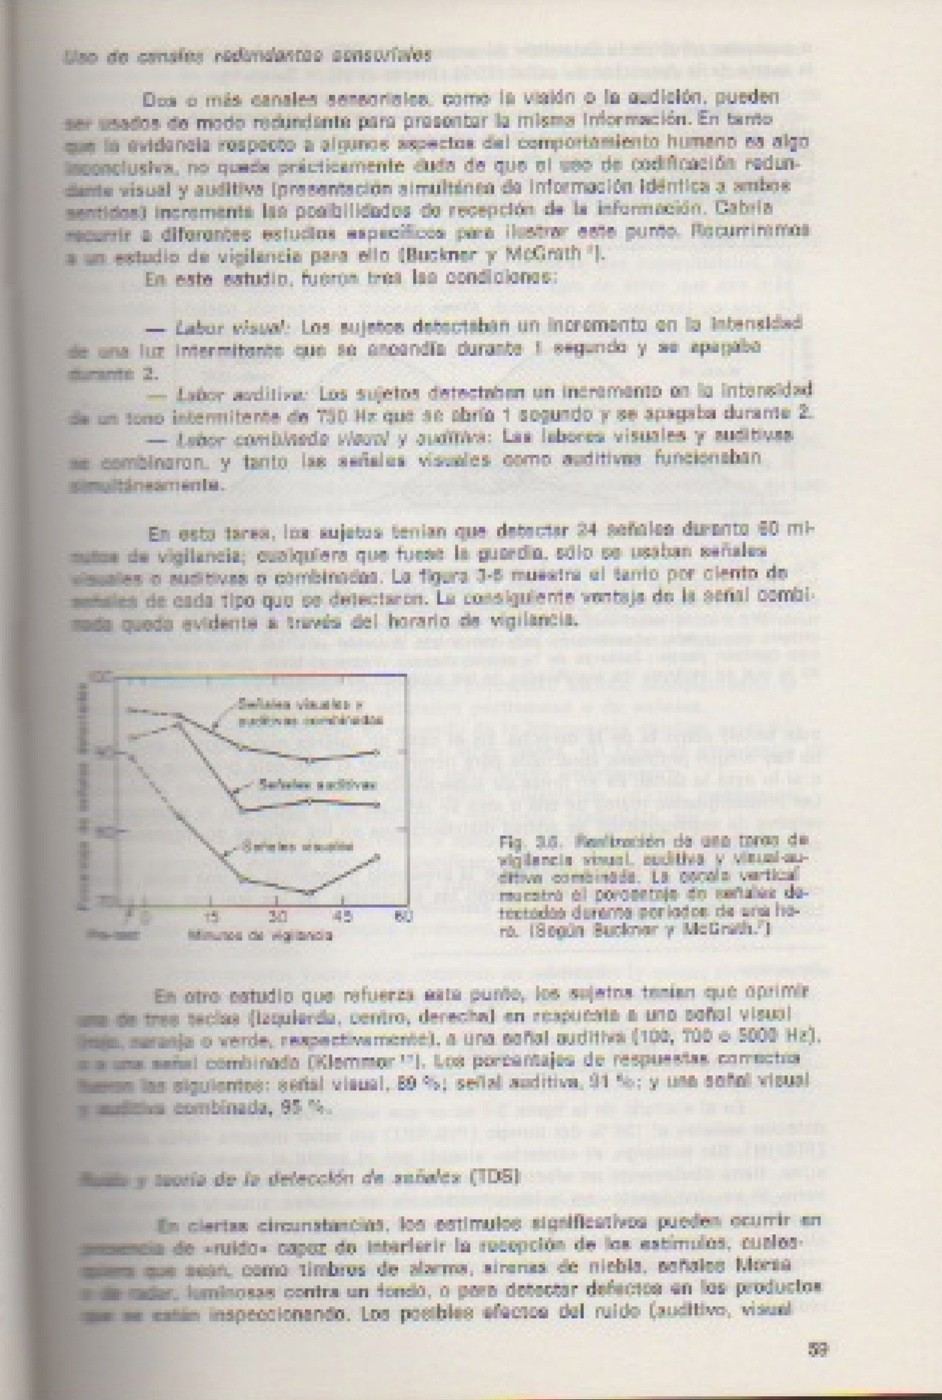 Uso de canales redundantes sensoriales
Dos o más canales sensoriales, como la visión o la audición, pueden
ser usados de modo redundante para presentar la misma información. En tanto
que la evidencia respecto a algunos aspectos del comportamiento humano es algo
inconclusiva, no queda prácticamente duda de que el uso de codificación redun-
dante visual y auditiva (presentación simultánea de información idéntica a ambos
sentidos) incrementa las posibilidades de recepción de la información. Cabría
recurrir a diferentes estudios específicos para ilustrar este punto. Recurriremos
a un estudio de vigilancia para ello (Buckner y McGrath ⁷).
En este estudio, fueron tres las condiciones:
— Labor visual: Los sujetos detectaban un incremento en la intensidad
de una luz intermitente que se encendía durante 1 segundo y se apagaba
durante 2.
— Labor auditiva: Los sujetos detectaban un incremento en la intensidad
de un tono intermitente de 750 Hz que se abría 1 segundo y se apagaba durante 2.
— Labor combinada visual y auditiva: Las labores visuales y auditivas
se combinaron, y tanto las señales visuales como auditivas funcionaban
simultáneamente.
En esta tarea, los sujetos tenían que detectar 24 señales durante 60 mi-
nutos de vigilancia; cualquiera que fuese la guardia, sólo se usaban señales
visuales o auditivas o combinadas. La figura 3-6 muestra el tanto por ciento de
señales de cada tipo que se detectaron. La consiguiente ventaja de la señal combi-
nada queda evidente a través del horario de vigilancia.
100
Señales visuales y
auditivas combinadas
90
Señales auditivas
80
Señales visuales
70
0 15 30 45 60
Pre-test Minutos de vigilancia
Porcentaje de señales detectadas
Fig. 3.6. Realización de una tarea de
vigilancia visual, auditiva y visual-au-
ditiva combinada. La escala vertical
muestra el porcentaje de señales de-
tectadas durante periodos de una ho-
ra. (Según Buckner y McGrath.⁷)
En otro estudio que refuerza este punto, los sujetos tenían que oprimir
una de tres teclas (izquierda, centro, derecha) en respuesta a una señal visual
(rojo, naranja o verde, respectivamente), a una señal auditiva (100, 700 o 5000 Hz),
o a una señal combinada (Klemmer ¹⁷). Los porcentajes de respuestas correctas
fueron las siguientes: señal visual, 89 %; señal auditiva, 91 %; y una señal visual
y auditiva combinada, 95 %.
Ruido y teoría de la detección de señales (TDS)
En ciertas circunstancias, los estímulos significativos pueden ocurrir en
presencia de «ruido» capaz de interferir la recepción de los estímulos, cuales-
quiera que sean, como timbres de alarma, sirenas de niebla, señales Morse
o de radar, luminosas contra un fondo, o para detectar defectos en los productos
que se están inspeccionando. Los posibles efectos del ruido (auditivo, visual
59